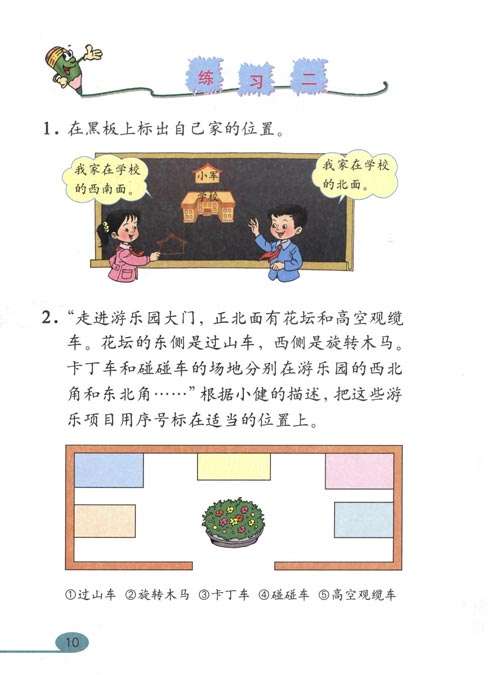 练习二
1. 在黑板上标出自己家的位置。
我家在学校
的西南面。
小军
学校
我家在学校
的北面。
2. “走进游乐园大门，正北面有花坛和高空观缆
车。花坛的东侧是过山车，西侧是旋转木马。
卡丁车和碰碰车的场地分别在游乐园的西北
角和东北角……”根据小健的描述，把这些游
乐项目用序号标在适当的位置上。
①过山车 ②旋转木马 ③卡丁车 ④碰碰车 ⑤高空观缆车
10